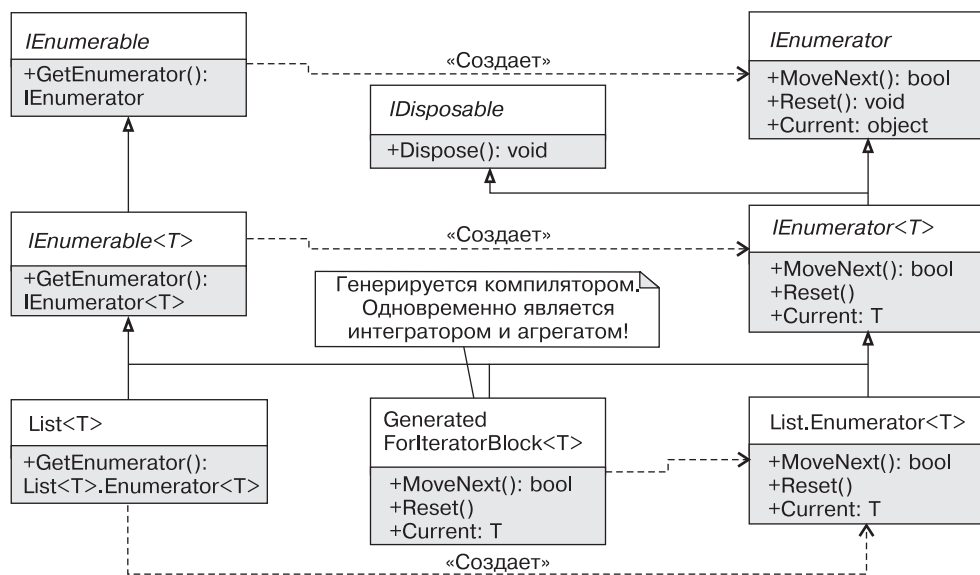 IEnumerable
+GetEnumerator():
IEnumerator
«Создает»
IEnumerator
+MoveNext(): bool
+Reset(): void
+Current: object
IDisposable
+Dispose(): void
IEnumerable<T>
+GetEnumerator():
IEnumerator<T>
«Создает»
IEnumerator<T>
+MoveNext(): bool
+Reset()
+Current: T
Генерируется компилятором.
Одновременно является
интегратором и агрегатом!
List<T>
+GetEnumerator():
List<T>.Enumerator<T>
Generated
ForIteratorBlock<T>
+MoveNext(): bool
+Reset()
+Current: T
List.Enumerator<T>
+MoveNext(): bool
+Reset()
+Current: T
«Создает»